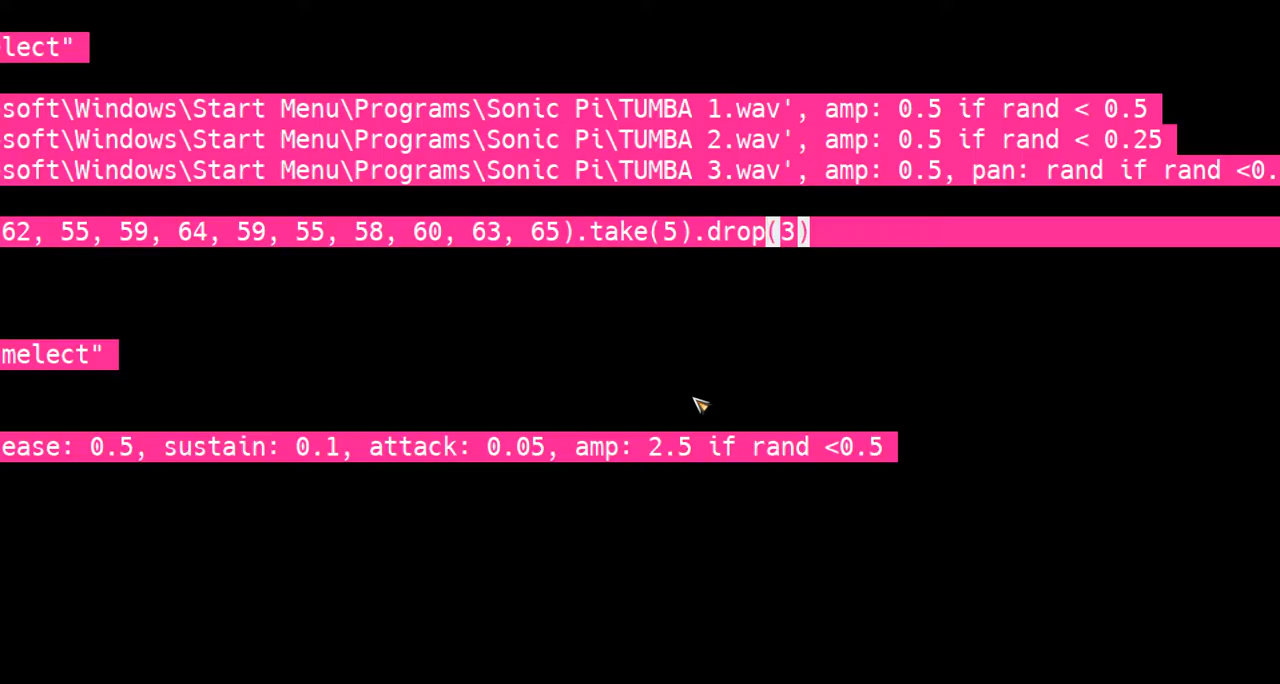 lect"
soft\Windows\Start Menu\Programs\Sonic Pi\TUMBA 1.wav', amp: 0.5 if rand < 0.5
soft\Windows\Start Menu\Programs\Sonic Pi\TUMBA 2.wav', amp: 0.5 if rand < 0.25
soft\Windows\Start Menu\Programs\Sonic Pi\TUMBA 3.wav', amp: 0.5, pan: rand if rand <0.
62, 55, 59, 64, 59, 55, 58, 60, 63, 65).take(5).drop(3)
melect"
ease: 0.5, sustain: 0.1, attack: 0.05, amp: 2.5 if rand <0.5